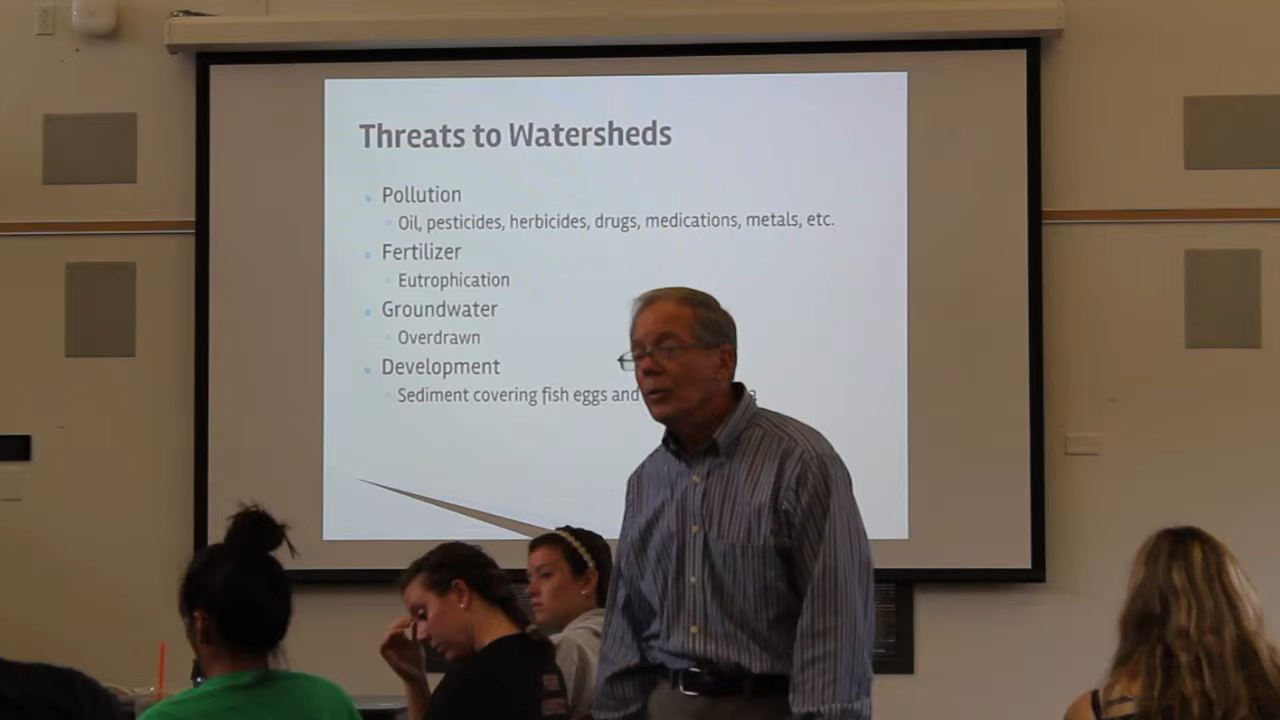 Threats to Watersheds
Pollution
Oil, pesticides, herbicides, drugs, medications, metals, etc.
Fertilizer
Eutrophication
Groundwater
Overdrawn
Development
Sediment covering fish eggs and